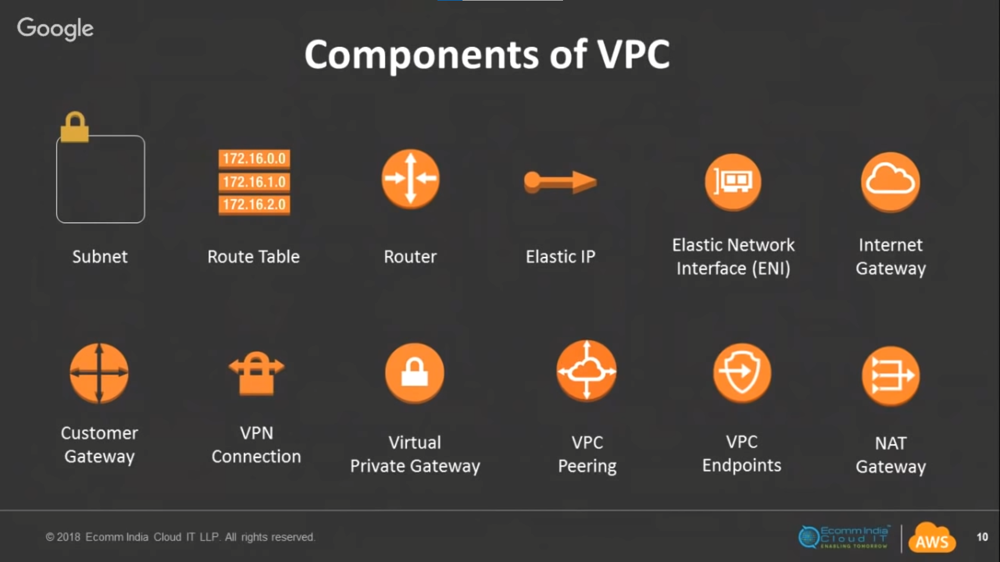 Google
Components of VPC
172.16.0.0
172.16.1.0
172.16.2.0
Subnet
Route Table
Router
Elastic IP
Elastic Network
Interface (ENI)
Internet
Gateway
Customer
Gateway
VPN
Connection
Virtual
Private Gateway
VPC
Peering
VPC
Endpoints
NAT
Gateway
© 2018 Ecomm India Cloud IT LLP. All rights reserved.
Ecomm India™
Cloud IT
ENABLING TOMORROW
AWS
10